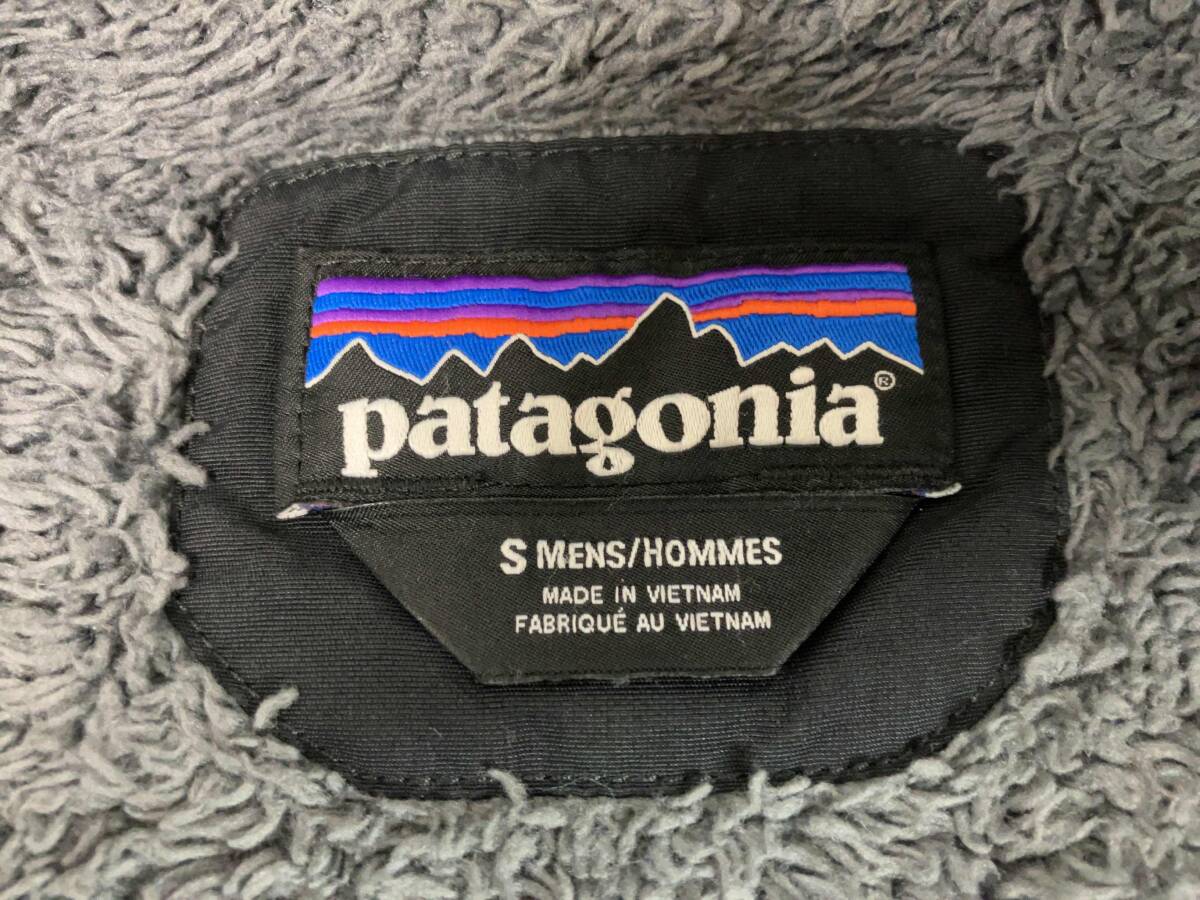 patagonia®
S MENS/HOMMES
MADE IN VIETNAM
FABRIQUÉ AU VIETNAM